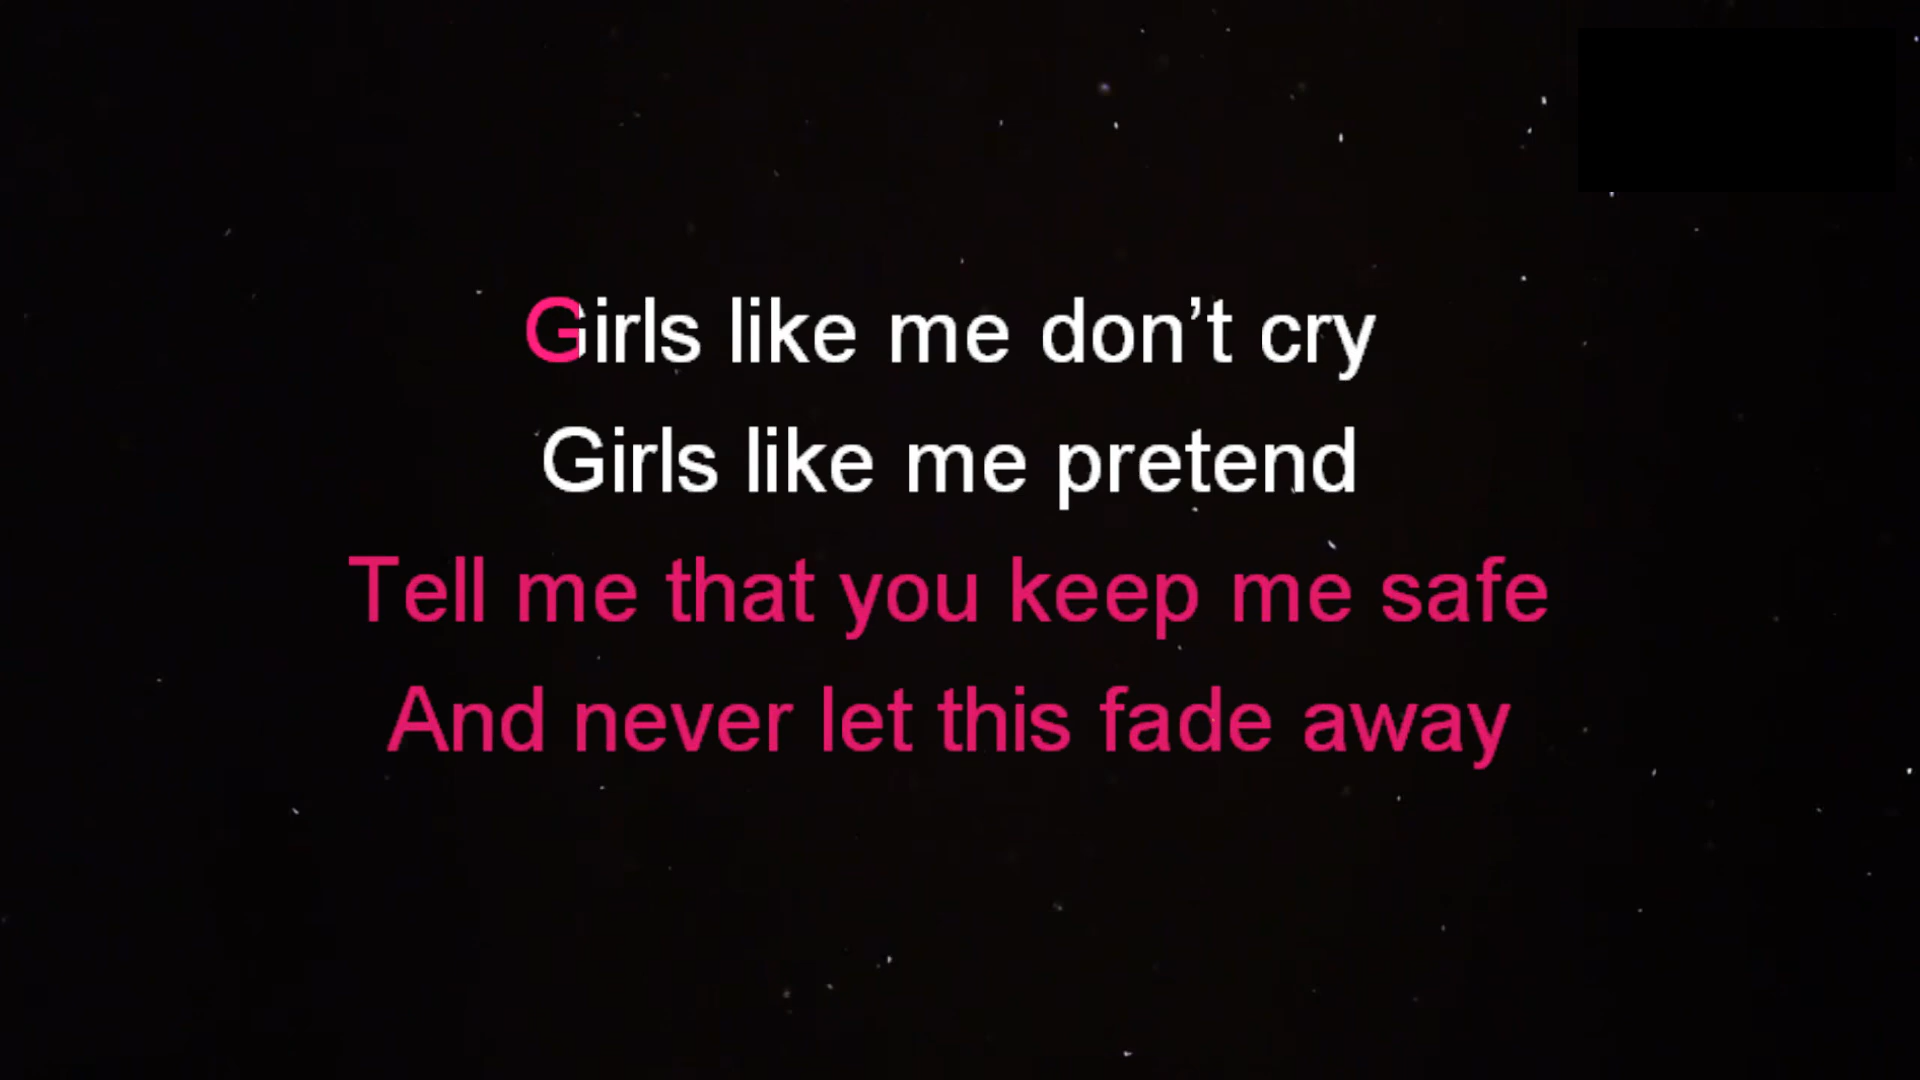 Girls like me don’t cry
Girls like me pretend
Tell me that you keep me safe
And never let this fade away